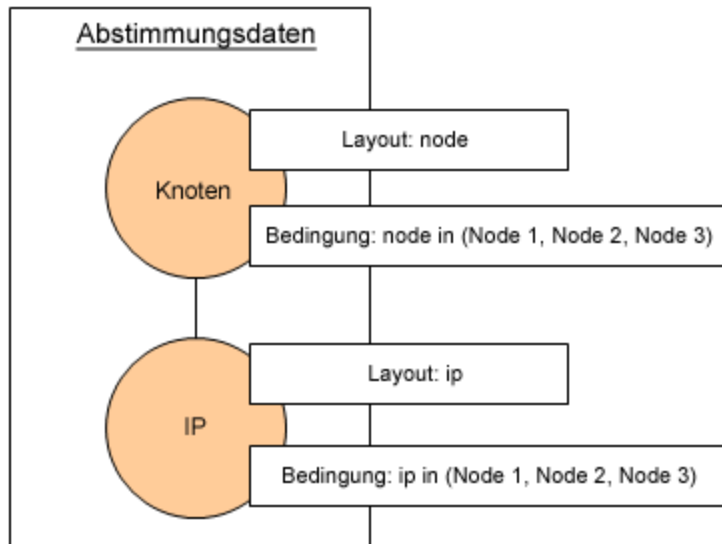 Abstimmungsdaten
Layout: node
Knoten
Bedingung: node in (Node 1, Node 2, Node 3)
Layout: ip
IP
Bedingung: ip in (Node 1, Node 2, Node 3)